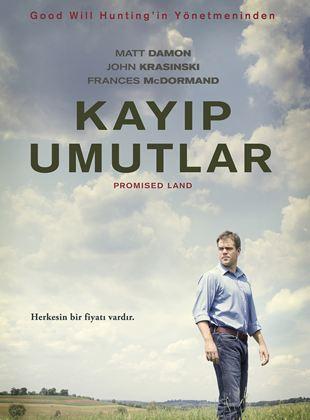 Good Will Hunting'in Yönetmeninden
MATT DAMON
JOHN KRASINSKI
FRANCES McDORMAND
KAYIP
UMUTLAR
PROMISED LAND
Herkesin bir fiyatı vardır.